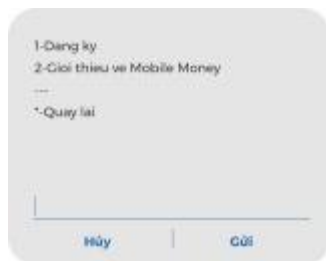 1-Dang ky
2-Gioi thieu ve Mobile Money
---
*-Quay lai
Hủy
Gửi